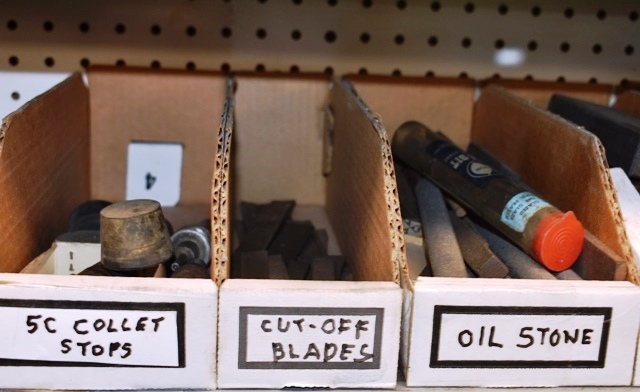 4
5C COLLET
STOPS
CUT-OFF
BLADES
OIL STONE